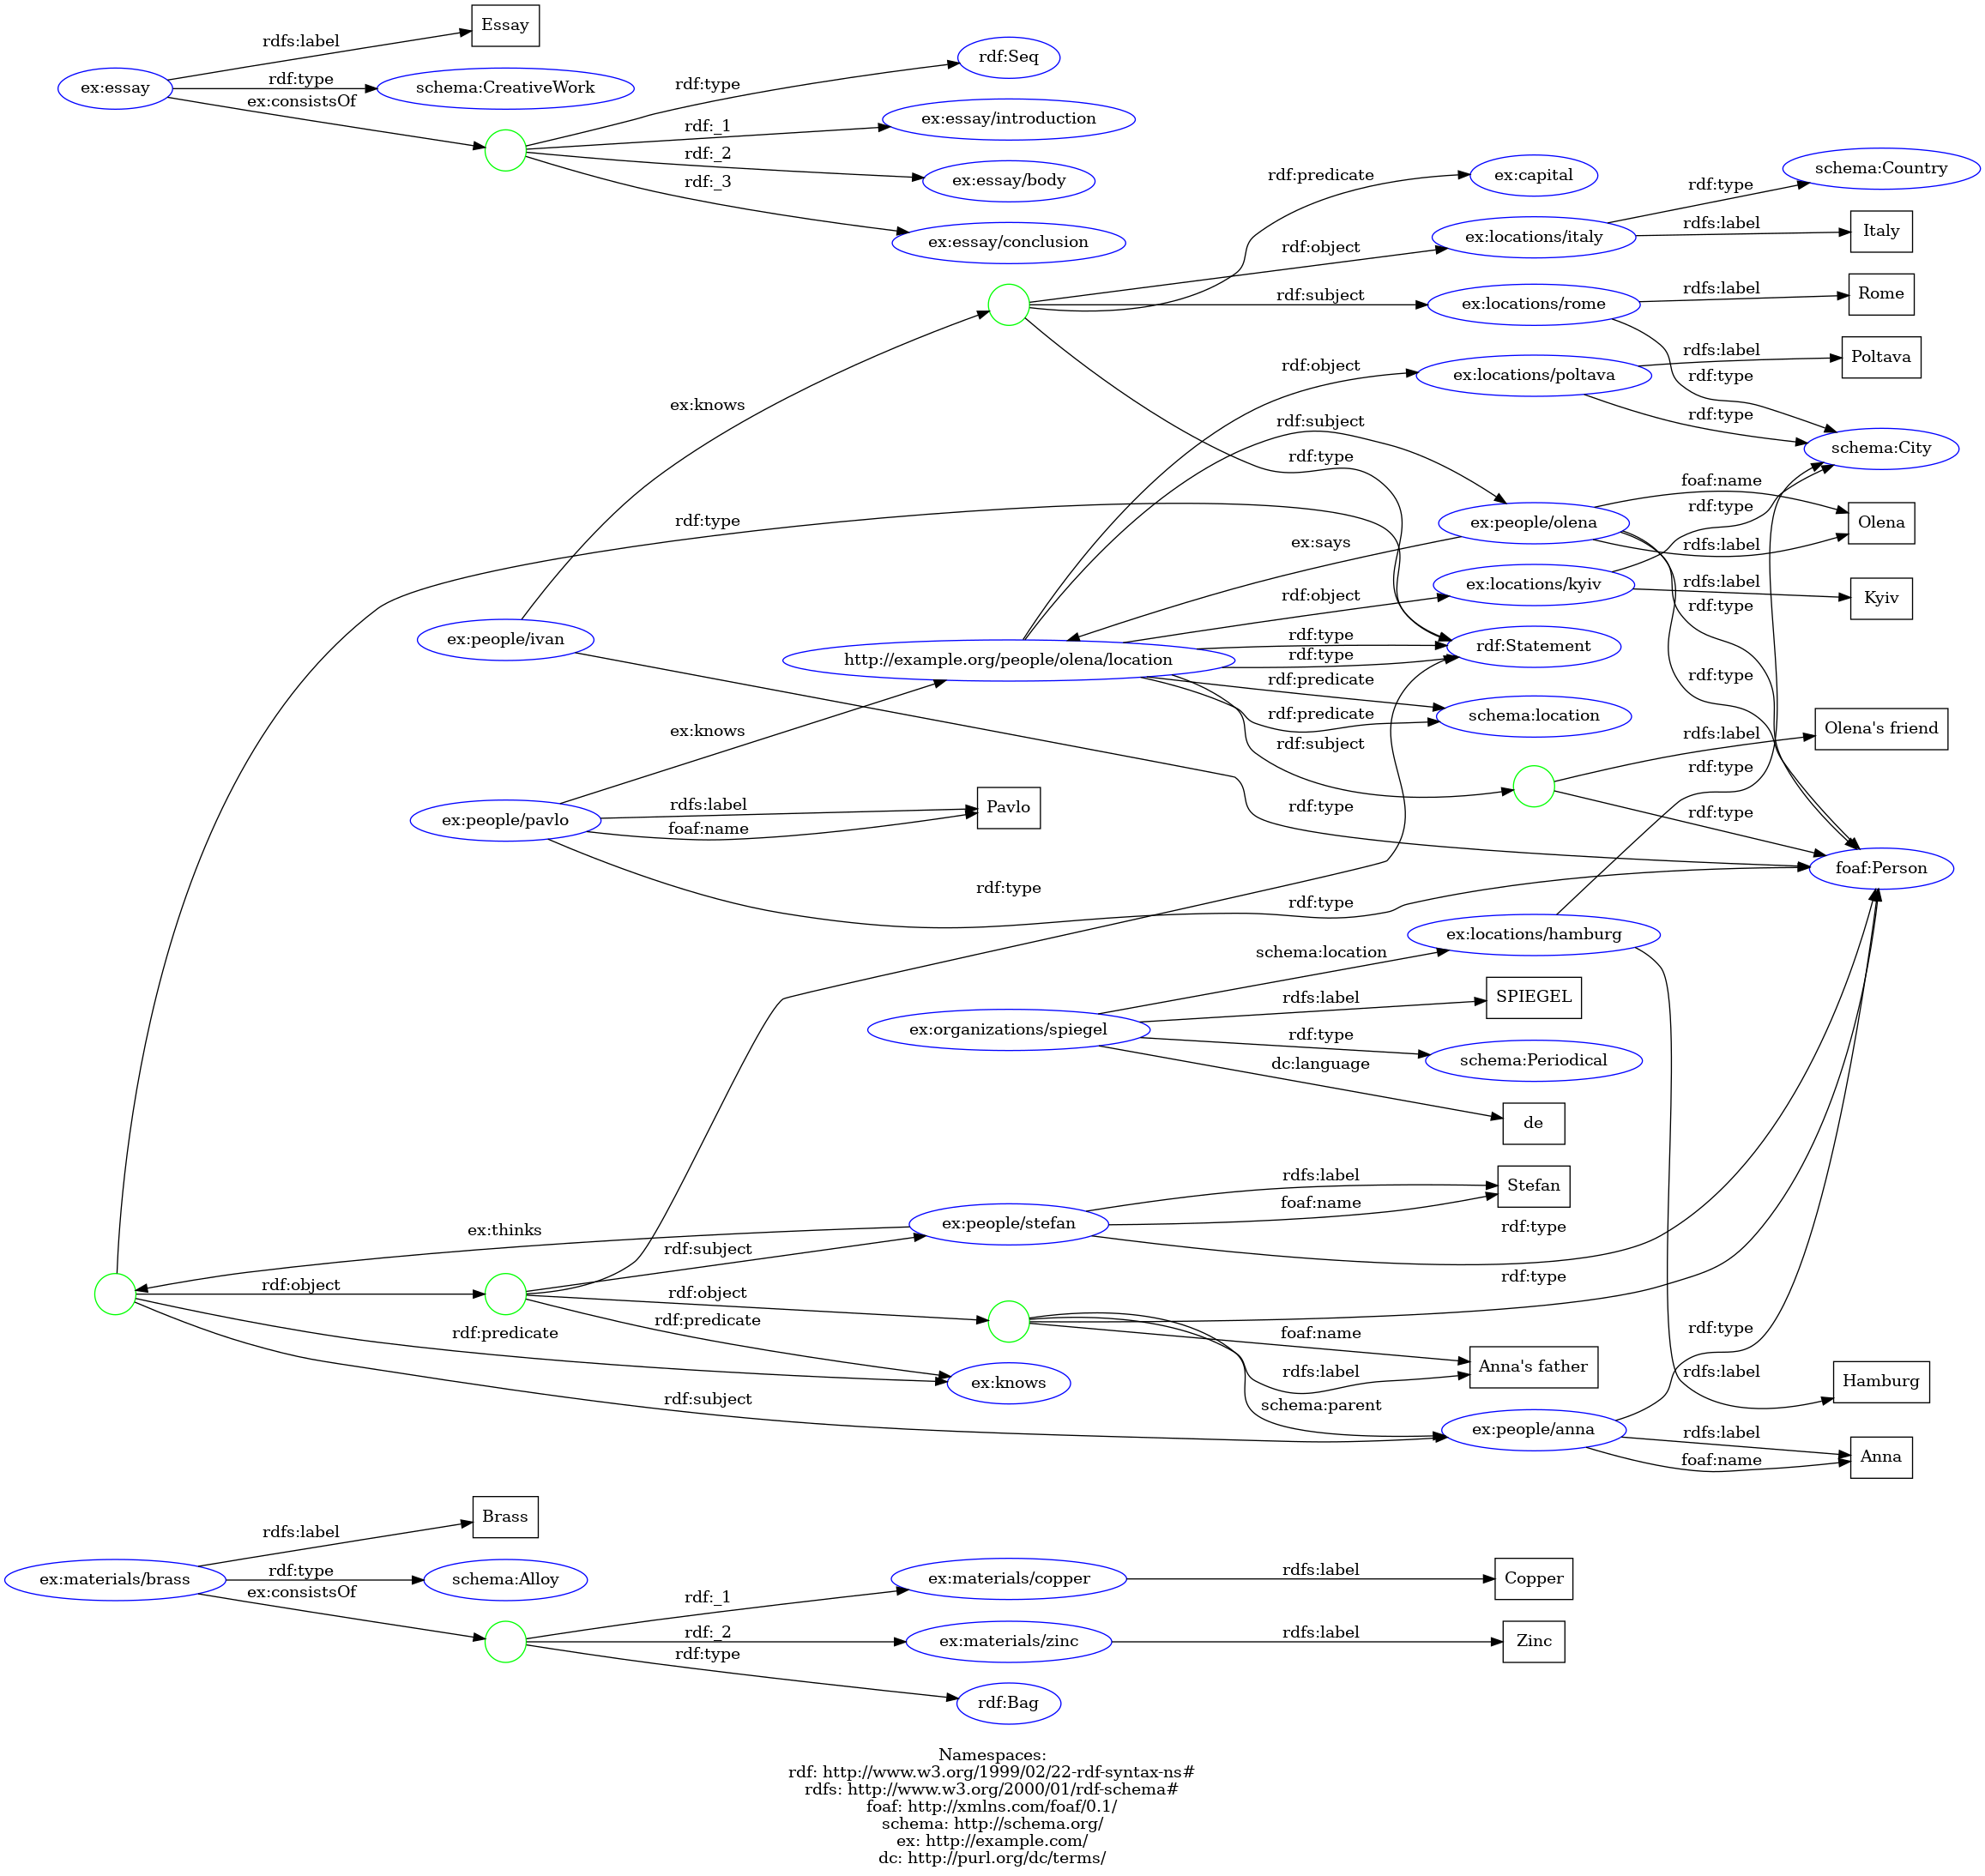 Essay
rdfs:label
rdf:Seq
rdf:type
rdf:type
ex:essay
schema:CreativeWork
ex:consistsOf
rdf:_1
ex:essay/introduction
rdf:_2
ex:essay/body
rdf:_3
ex:essay/conclusion
rdf:predicate
ex:capital
rdf:type
schema:Country
rdf:object
ex:locations/italy
rdfs:label
Italy
rdf:subject
ex:locations/rome
rdfs:label
Rome
rdf:object
ex:locations/poltava
rdfs:label
Poltava
rdf:type
ex:knows
rdf:subject
rdf:type
schema:City
rdf:type
foaf:name
rdf:type
rdf:type
ex:people/olena
Olena
ex:says
rdfs:label
rdf:object
ex:locations/kyiv
rdfs:label
Kyiv
rdf:type
ex:people/ivan
rdf:type
rdf:Statement
http://example.org/people/olena/location
rdf:type
rdf:predicate
rdf:type
rdf:predicate
schema:location
ex:knows
rdf:subject
rdfs:label
Olena's friend
rdf:type
rdfs:label
Pavlo
rdf:type
rdf:type
ex:people/pavlo
foaf:name
foaf:Person
rdf:type
rdf:type
schema:location
ex:locations/hamburg
rdfs:label
SPIEGEL
ex:organizations/spiegel
rdf:type
schema:Periodical
dc:language
de
rdfs:label
Stefan
foaf:name
ex:people/stefan
rdf:type
ex:thinks
rdf:subject
rdf:type
rdf:object
rdf:object
rdf:predicate
rdf:predicate
foaf:name
rdf:type
rdfs:label
Anna's father
rdfs:label
Hamburg
ex:knows
rdf:subject
schema:parent
ex:people/anna
rdfs:label
Anna
foaf:name
Brass
rdfs:label
ex:materials/brass
rdf:type
schema:Alloy
ex:consistsOf
rdf:_1
ex:materials/copper
rdfs:label
Copper
rdf:_2
ex:materials/zinc
rdfs:label
Zinc
rdf:type
rdf:Bag
Namespaces:
rdf: http://www.w3.org/1999/02/22-rdf-syntax-ns#
rdfs: http://www.w3.org/2000/01/rdf-schema#
foaf: http://xmlns.com/foaf/0.1/
schema: http://schema.org/
ex: http://example.com/
dc: http://purl.org/dc/terms/